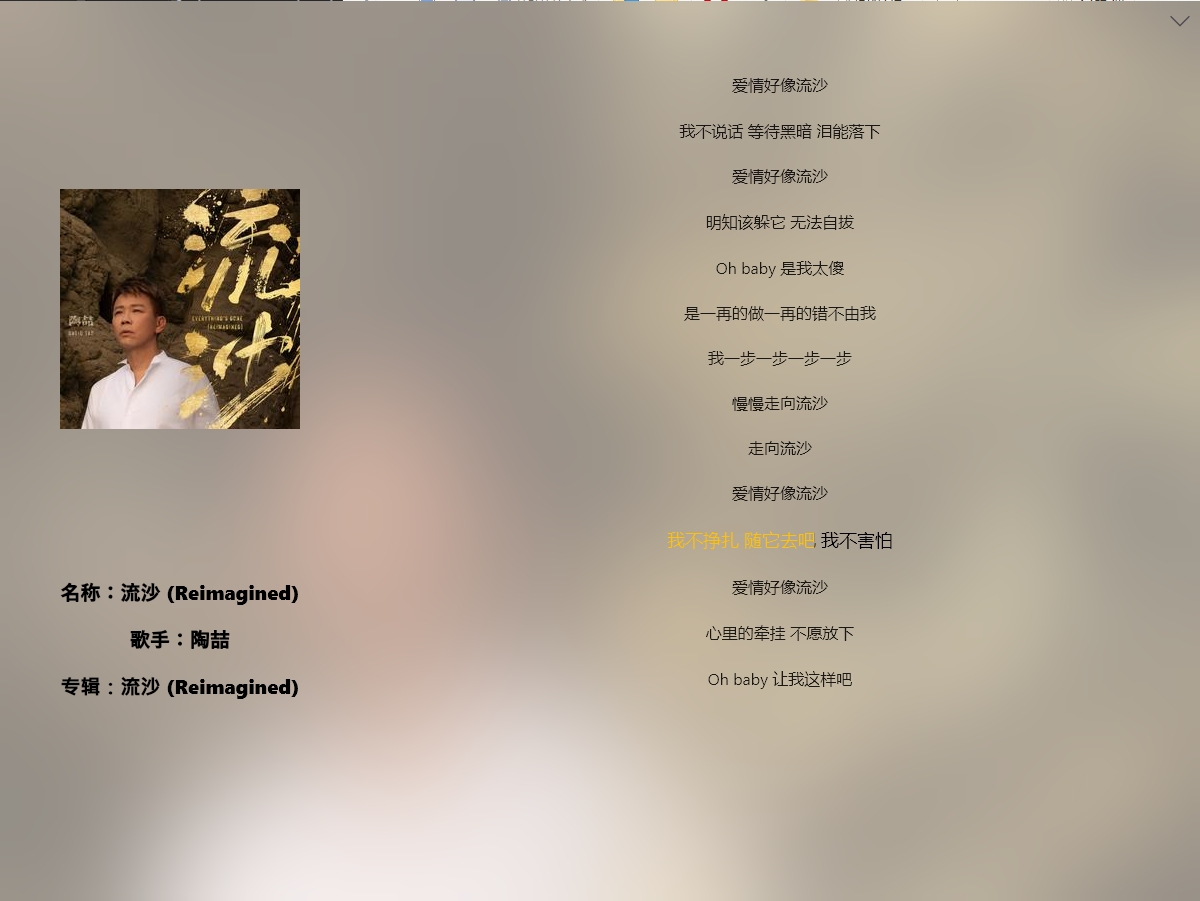 流沙
陶喆
DAVID TAO
EVERYTHING'S GONE
(REIMAGINED)
名称：流沙 (Reimagined)
歌手：陶喆
专辑：流沙 (Reimagined)
爱情好像流沙
我不说话 等待黑暗 泪能落下
爱情好像流沙
明知该躲它 无法自拔
Oh baby 是我太傻
是一再的做一再的错不由我
我一步一步一步一步
慢慢走向流沙
走向流沙
爱情好像流沙
我不挣扎 随它去吧 我不害怕
爱情好像流沙
心里的牵挂 不愿放下
Oh baby 让我这样吧